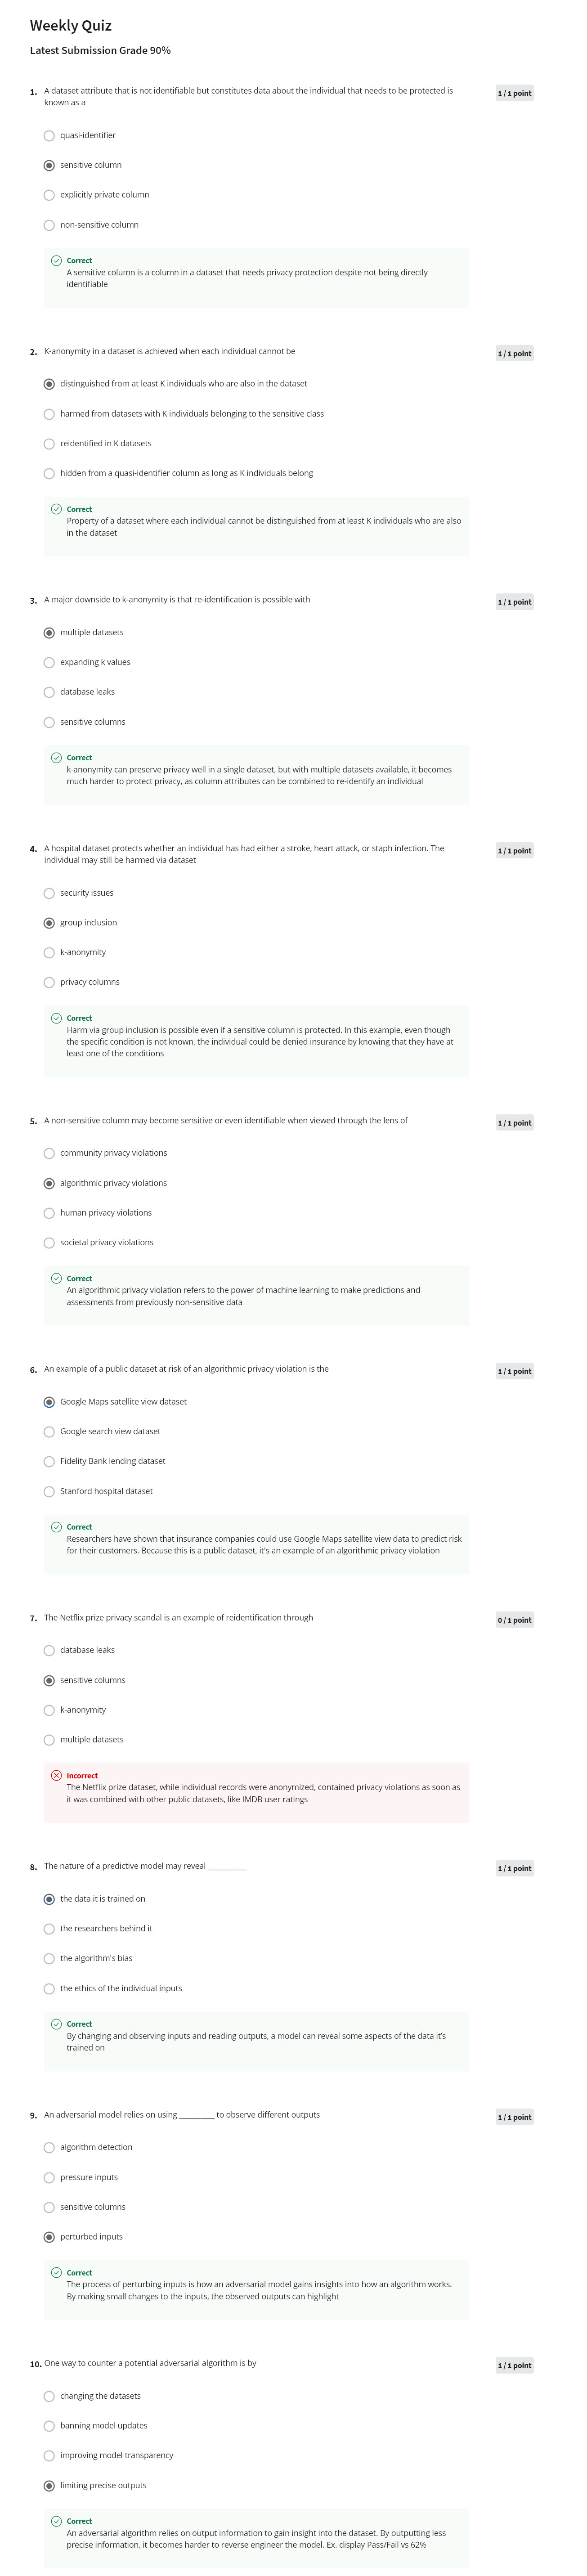 Weekly Quiz
Latest Submission Grade 90%
1. A dataset attribute that is not identifiable but constitutes data about the individual that needs to be protected is
known as a
1 / 1 point
quasi-identifier
sensitive column
explicitly private column
non-sensitive column
Correct
A sensitive column is a column in a dataset that needs privacy protection despite not being directly
identifiable
2. K-anonymity in a dataset is achieved when each individual cannot be
1 / 1 point
distinguished from at least K individuals who are also in the dataset
harmed from datasets with K individuals belonging to the sensitive class
reidentified in K datasets
hidden from a quasi-identifier column as long as K individuals belong
Correct
Property of a dataset where each individual cannot be distinguished from at least K individuals who are also
in the dataset
3. A major downside to k-anonymity is that re-identification is possible with
1 / 1 point
multiple datasets
expanding k values
database leaks
sensitive columns
Correct
k-anonymity can preserve privacy well in a single dataset, but with multiple datasets available, it becomes
much harder to protect privacy, as column attributes can be combined to re-identify an individual
4. A hospital dataset protects whether an individual has had either a stroke, heart attack, or staph infection. The
individual may still be harmed via dataset
1 / 1 point
security issues
group inclusion
k-anonymity
privacy columns
Correct
Harm via group inclusion is possible even if a sensitive column is protected. In this example, even though
the specific condition is not known, the individual could be denied insurance by knowing that they have at
least one of the conditions
5. A non-sensitive column may become sensitive or even identifiable when viewed through the lens of
1 / 1 point
community privacy violations
algorithmic privacy violations
human privacy violations
societal privacy violations
Correct
An algorithmic privacy violation refers to the power of machine learning to make predictions and
assessments from previously non-sensitive data
6. An example of a public dataset at risk of an algorithmic privacy violation is the
1 / 1 point
Google Maps satellite view dataset
Google search view dataset
Fidelity Bank lending dataset
Stanford hospital dataset
Correct
Researchers have shown that insurance companies could use Google Maps satellite view data to predict risk
for their customers. Because this is a public dataset, it's an example of an algorithmic privacy violation
7. The Netflix prize privacy scandal is an example of reidentification through
0 / 1 point
database leaks
sensitive columns
k-anonymity
multiple datasets
Incorrect
The Netflix prize dataset, while individual records were anonymized, contained privacy violations as soon as
it was combined with other public datasets, like IMDB user ratings
8. The nature of a predictive model may reveal __________
1 / 1 point
the data it is trained on
the researchers behind it
the algorithm's bias
the ethics of the individual inputs
Correct
By changing and observing inputs and reading outputs, a model can reveal some aspects of the data it's
trained on
9. An adversarial model relies on using _________ to observe different outputs
1 / 1 point
algorithm detection
pressure inputs
sensitive columns
perturbed inputs
Correct
The process of perturbing inputs is how an adversarial model gains insights into how an algorithm works.
By making small changes to the inputs, the observed outputs can highlight
10. One way to counter a potential adversarial algorithm is by
1 / 1 point
changing the datasets
banning model updates
improving model transparency
limiting precise outputs
Correct
An adversarial algorithm relies on output information to gain insight into the dataset. By outputting less
precise information, it becomes harder to reverse engineer the model. Ex. display Pass/Fail vs 62%